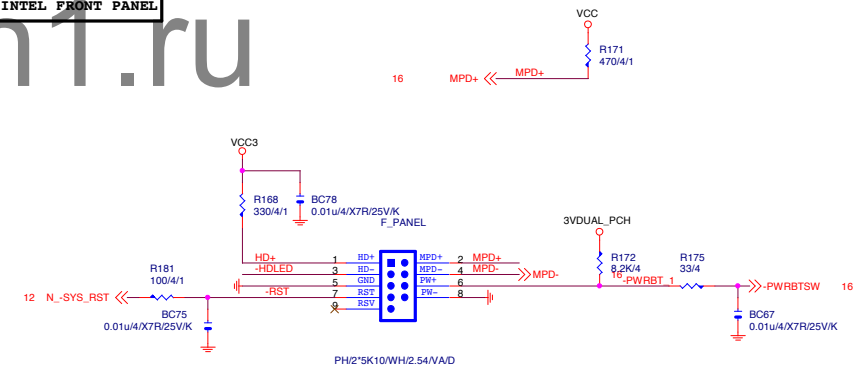 INTEL FRONT PANEL
n1.ru
VCC
R171
470/4/1
16 MPD+ MPD+
VCC3
R168
330/4/1
BC78
0.01u/4/X7R/25V/K
F_PANEL
3VDUAL_PCH
R172
8.2K/4
R175
33/4
HD+ 1 HD+ MPD+ 2 MPD+
-HDLED 3 HD- MPD- 4 MPD- MPD- 16
5 GND PW+ 6 -PWRBT_1 -PWRBTSW 16
R181
100/4/1
12 N_-SYS_RST -RST 7 RST PW- 8
9 RSV
BC75
0.01u/4/X7R/25V/K
BC67
0.01u/4/X7R/25V/K
PH/2*5K10/WH/2.54/VA/D